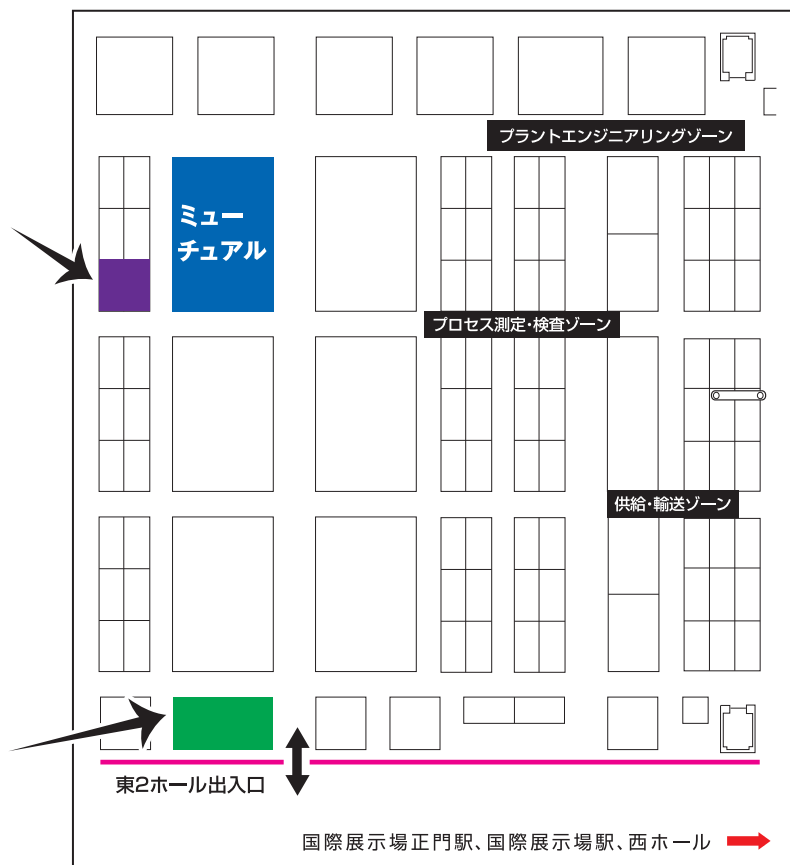 プラントエンジニアリングゾーン
ミュー
チュアル
プロセス測定・検査ゾーン
供給・輸送ゾーン
東2ホール出入口
国際展示場正門駅、国際展示場駅、西ホール